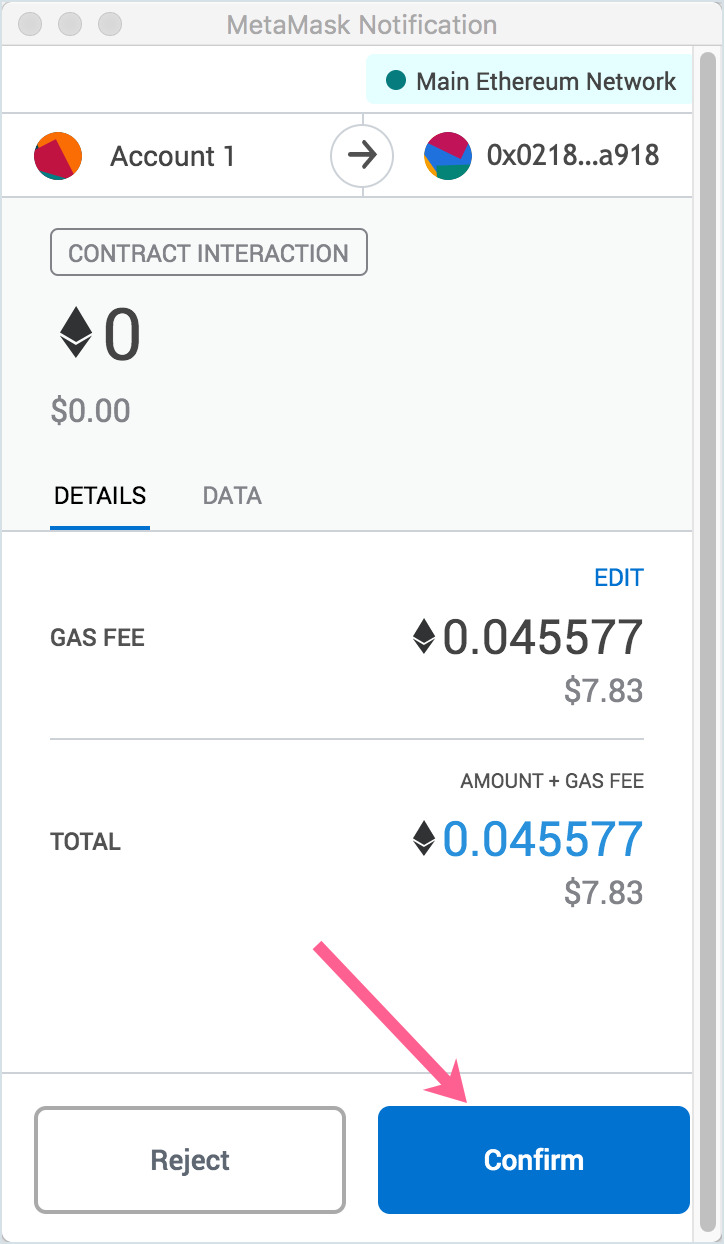 MetaMask Notification
Main Ethereum Network
Account 1
0x0218...a918
CONTRACT INTERACTION
0
$0.00
DETAILS DATA
EDIT
GAS FEE 0.045577
$7.83
AMOUNT + GAS FEE
TOTAL 0.045577
$7.83
Reject Confirm